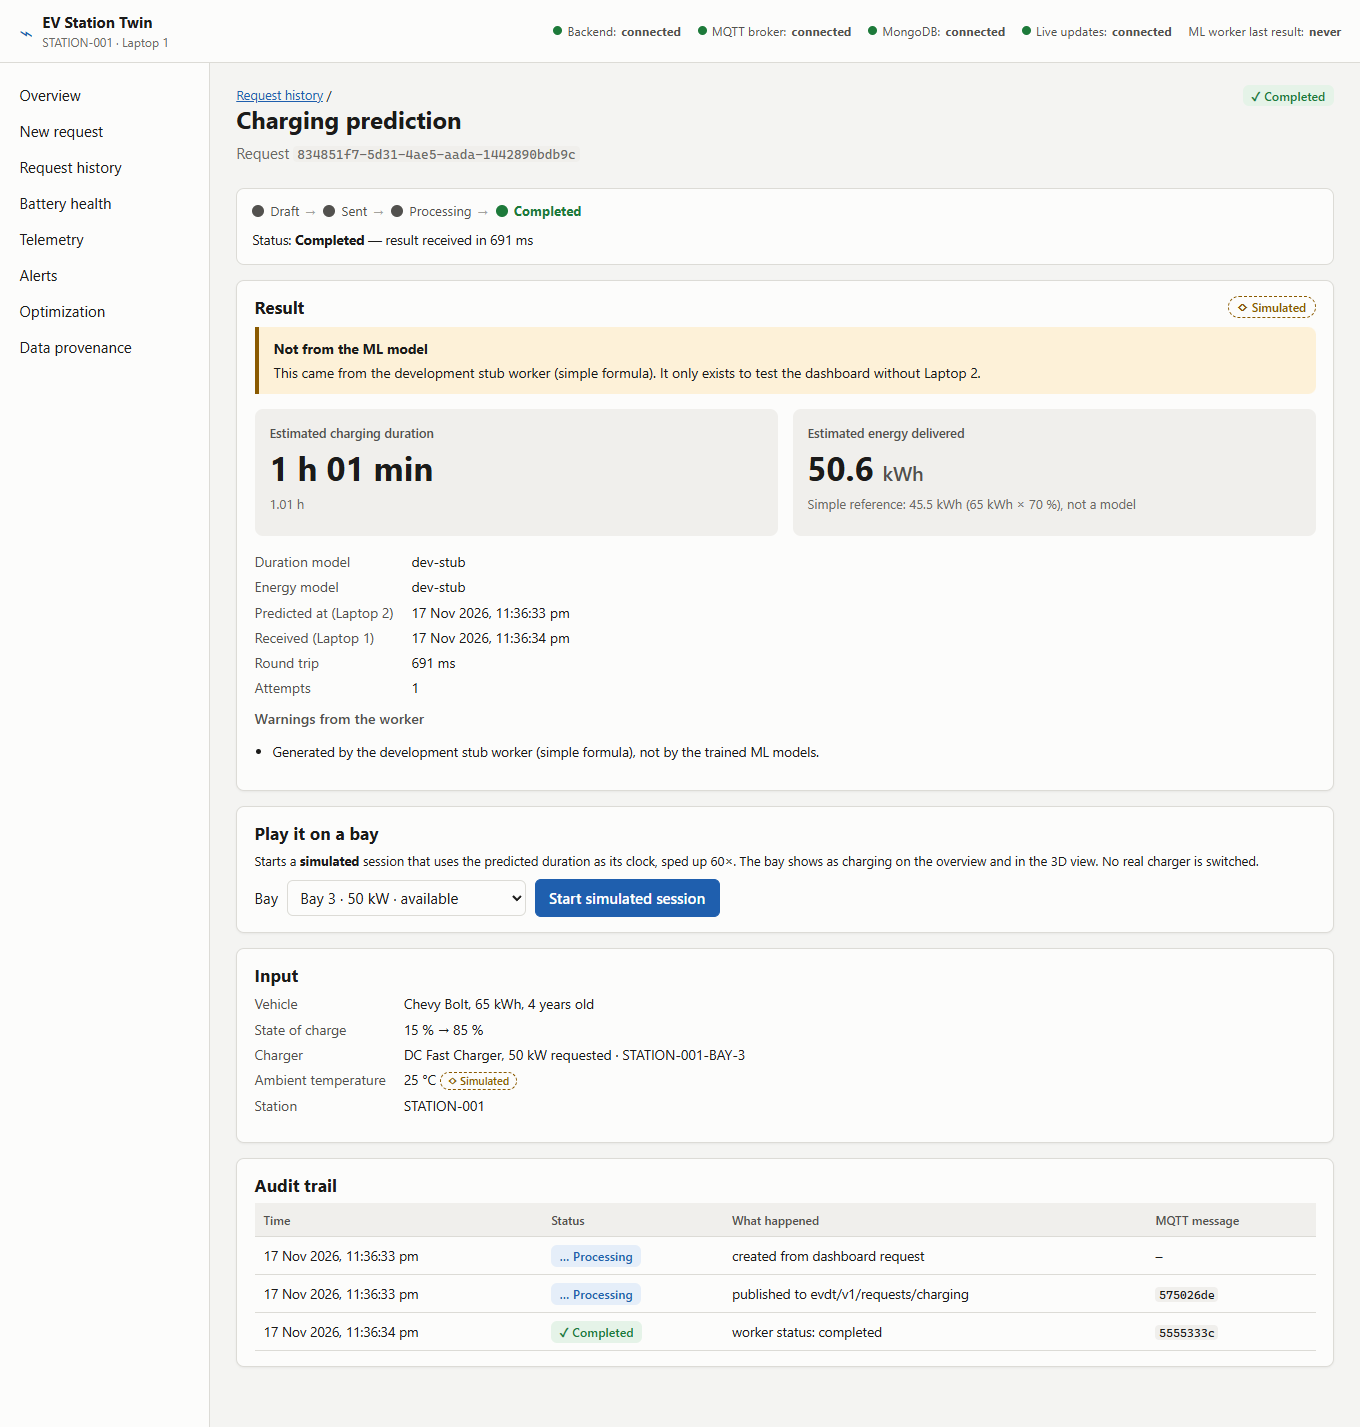 EV Station Twin
STATION-001 · Laptop 1
Backend: connected
MQTT broker: connected
MongoDB: connected
Live updates: connected
ML worker last result: never
Overview
New request
Request history
Battery health
Telemetry
Alerts
Optimization
Data provenance
Request history /
✓ Completed
Charging prediction
Request 834851f7-5d31-4ae5-aada-1442890bdb9c
Draft → Sent → Processing → Completed
Status: Completed — result received in 691 ms
Result
◇ Simulated
Not from the ML model
This came from the development stub worker (simple formula). It only exists to test the dashboard without Laptop 2.
Estimated charging duration
1 h 01 min
1.01 h
Estimated energy delivered
50.6 kWh
Simple reference: 45.5 kWh (65 kWh × 70 %), not a model
Duration model dev-stub
Energy model dev-stub
Predicted at (Laptop 2) 17 Nov 2026, 11:36:33 pm
Received (Laptop 1) 17 Nov 2026, 11:36:34 pm
Round trip 691 ms
Attempts 1
Warnings from the worker
• Generated by the development stub worker (simple formula), not by the trained ML models.
Play it on a bay
Starts a simulated session that uses the predicted duration as its clock, sped up 60×. The bay shows as charging on the overview and in the 3D view. No real charger is switched.
Bay Bay 3 · 50 kW · available Start simulated session
Input
Vehicle Chevy Bolt, 65 kWh, 4 years old
State of charge 15 % → 85 %
Charger DC Fast Charger, 50 kW requested · STATION-001-BAY-3
Ambient temperature 25 °C ◇ Simulated
Station STATION-001
Audit trail
Time Status What happened MQTT message
17 Nov 2026, 11:36:33 pm … Processing created from dashboard request –
17 Nov 2026, 11:36:33 pm … Processing published to evdt/v1/requests/charging 575026de
17 Nov 2026, 11:36:34 pm ✓ Completed worker status: completed 5555333c